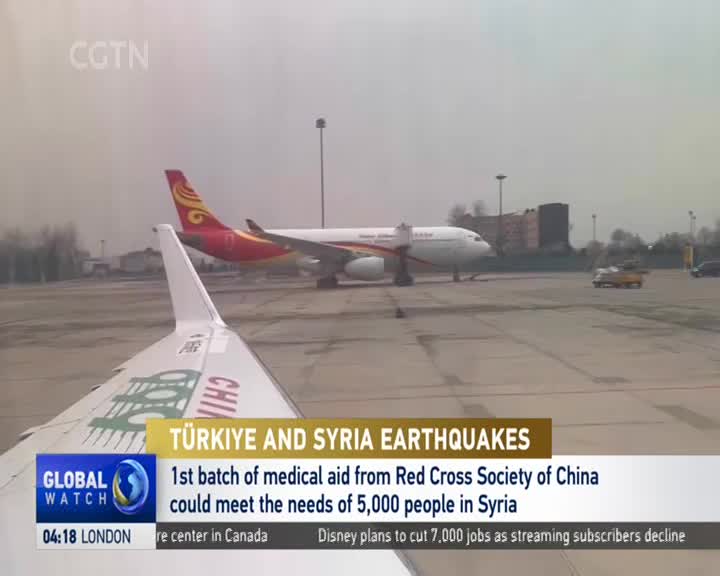 CGTN
CHIN
TÜRKIYE AND SYRIA EARTHQUAKES
1st batch of medical aid from Red Cross Society of China
could meet the needs of 5,000 people in Syria
GLOBAL
WATCH
04:18 LONDON
re center in Canada Disney plans to cut 7,000 jobs as streaming subscribers decline